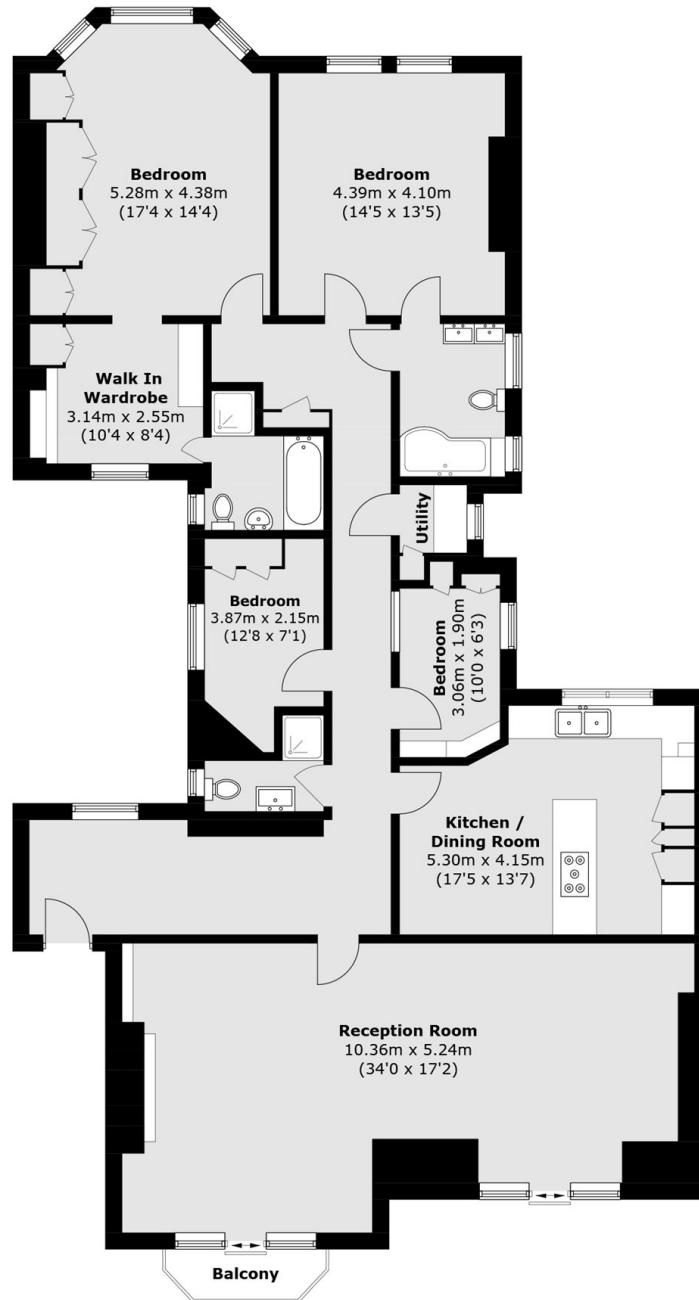 Bedroom
5.28m x 4.38m
(17'4 x 14'4)
Bedroom
4.39m x 4.10m
(14'5 x 13'5)
Walk In
Wardrobe
3.14m x 2.55m
(10'4 x 8'4)
Utility
Bedroom
3.87m x 2.15m
(12'8 x 7'1)
Bedroom
3.06m x 1.90m
(10'0 x 6'3)
Kitchen /
Dining Room
5.30m x 4.15m
(17'5 x 13'7)
Reception Room
10.36m x 5.24m
(34'0 x 17'2)
Balcony